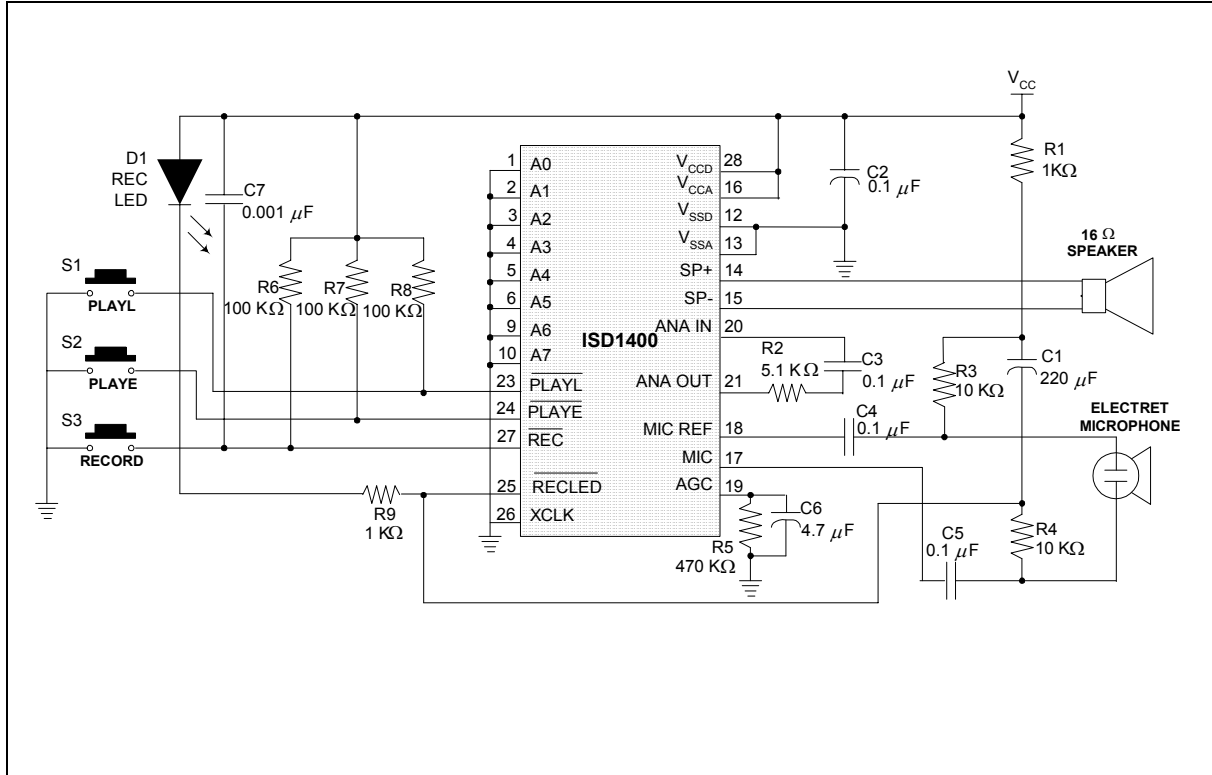 V_CC
D1
REC
LED
C7
0.001 µF
S1
PLAYL
S2
PLAYE
S3
RECORD
R6
100 KΩ
R7
100 KΩ
R8
100 KΩ
R9
1 KΩ
ISD1400
1 A0
2 A1
3 A2
4 A3
5 A4
6 A5
9 A6
10 A7
23 PLAYL
24 PLAYE
27 REC
25 RECLED
26 XCLK
V_CCD 28
V_CCA 16
V_SSD 12
V_SSA 13
SP+ 14
SP- 15
ANA IN 20
ANA OUT 21
MIC REF 18
MIC 17
AGC 19
C2
0.1 µF
R1
1KΩ
16 Ω
SPEAKER
R2
5.1 KΩ
C3
0.1 µF
R3
10 KΩ
C1
220 µF
C4
0.1 µF
ELECTRET
MICROPHONE
C6
4.7 µF
R5
470 KΩ
C5
0.1 µF
R4
10 KΩ